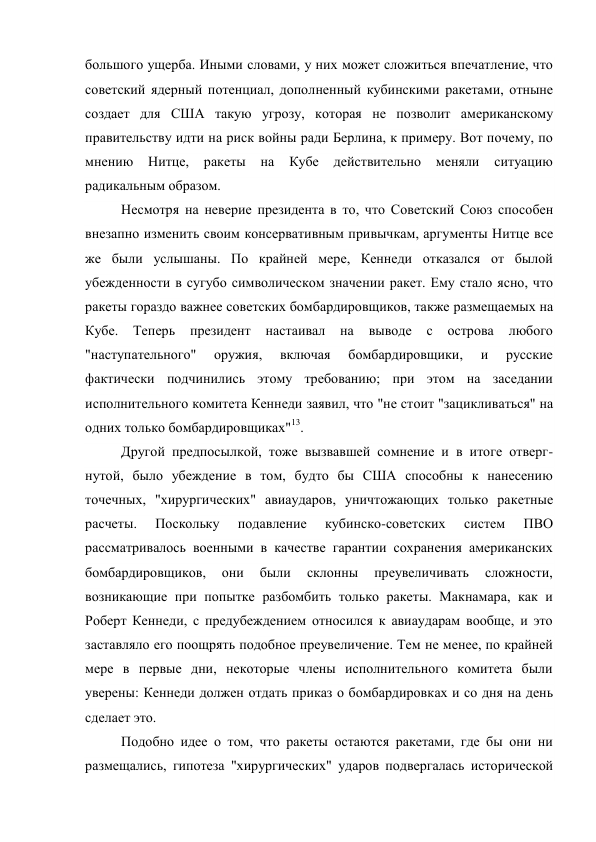 большого ущерба. Иными словами, у них может сложиться впечатление, что
советский ядерный потенциал, дополненный кубинскими ракетами, отныне
создает для США такую угрозу, которая не позволит американскому
правительству идти на риск войны ради Берлина, к примеру. Вот почему, по
мнению Нитце, ракеты на Кубе действительно меняли ситуацию
радикальным образом.
Несмотря на неверие президента в то, что Советский Союз способен
внезапно изменить своим консервативным привычкам, аргументы Нитце все
же были услышаны. По крайней мере, Кеннеди отказался от былой
убежденности в сугубо символическом значении ракет. Ему стало ясно, что
ракеты гораздо важнее советских бомбардировщиков, также размещаемых на
Кубе. Теперь президент настаивал на выводе с острова любого
"наступательного" оружия, включая бомбардировщики, и русские
фактически подчинились этому требованию; при этом на заседании
исполнительного комитета Кеннеди заявил, что "не стоит "зацикливаться" на
одних только бомбардировщиках"13.
Другой предпосылкой, тоже вызвавшей сомнение и в итоге отверг-
нутой, было убеждение в том, будто бы США способны к нанесению
точечных, "хирургических" авиаударов, уничтожающих только ракетные
расчеты. Поскольку подавление кубинско-советских систем ПВО
рассматривалось военными в качестве гарантии сохранения американских
бомбардировщиков, они были склонны преувеличивать сложности,
возникающие при попытке разбомбить только ракеты. Макнамара, как и
Роберт Кеннеди, с предубеждением относился к авиаударам вообще, и это
заставляло его поощрять подобное преувеличение. Тем не менее, по крайней
мере в первые дни, некоторые члены исполнительного комитета были
уверены: Кеннеди должен отдать приказ о бомбардировках и со дня на день
сделает это.
Подобно идее о том, что ракеты остаются ракетами, где бы они ни
размещались, гипотеза "хирургических" ударов подвергалась исторической